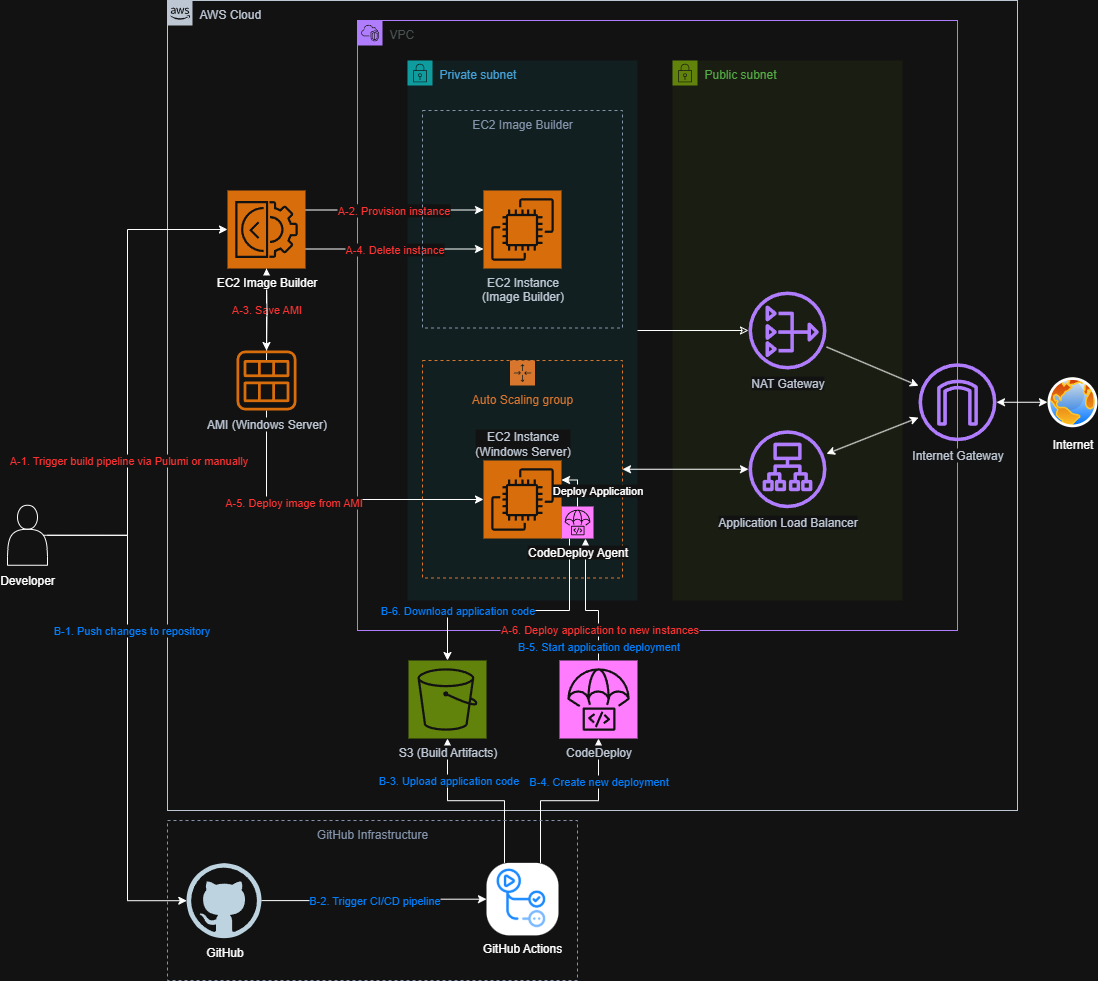 aws
AWS Cloud
VPC
Private subnet
Public subnet
EC2 Image Builder
A-2. Provision instance
A-4. Delete instance
EC2 Image Builder
EC2 Instance
(Image Builder)
A-3. Save AMI
NAT Gateway
Auto Scaling group
AMI (Windows Server)
EC2 Instance
(Windows Server)
Internet
Internet Gateway
A-1. Trigger build pipeline via Pulumi or manually
Deploy Application
A-5. Deploy image from AMI
Application Load Balancer
CodeDeploy Agent
Developer
B-6. Download application code
B-1. Push changes to repository
A-6. Deploy application to new instances
B-5. Start application deployment
S3 (Build Artifacts)
CodeDeploy
B-3. Upload application code
B-4. Create new deployment
GitHub Infrastructure
B-2. Trigger CI/CD pipeline
GitHub
GitHub Actions